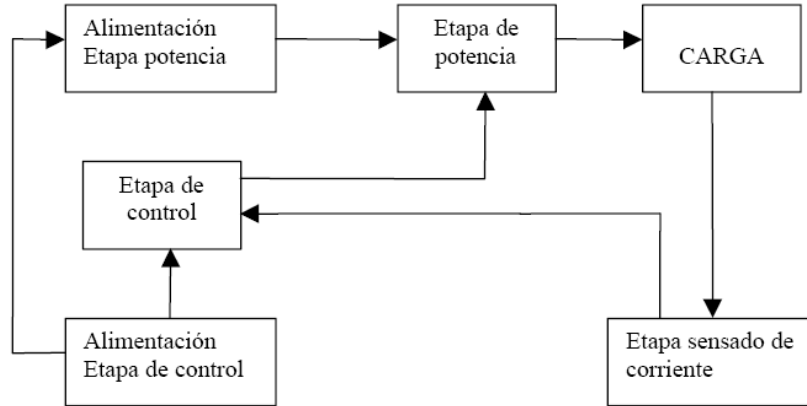 Alimentación
Etapa potencia
Etapa de
potencia
CARGA
Etapa de
control
Alimentación
Etapa de control
Etapa sensado de
corriente